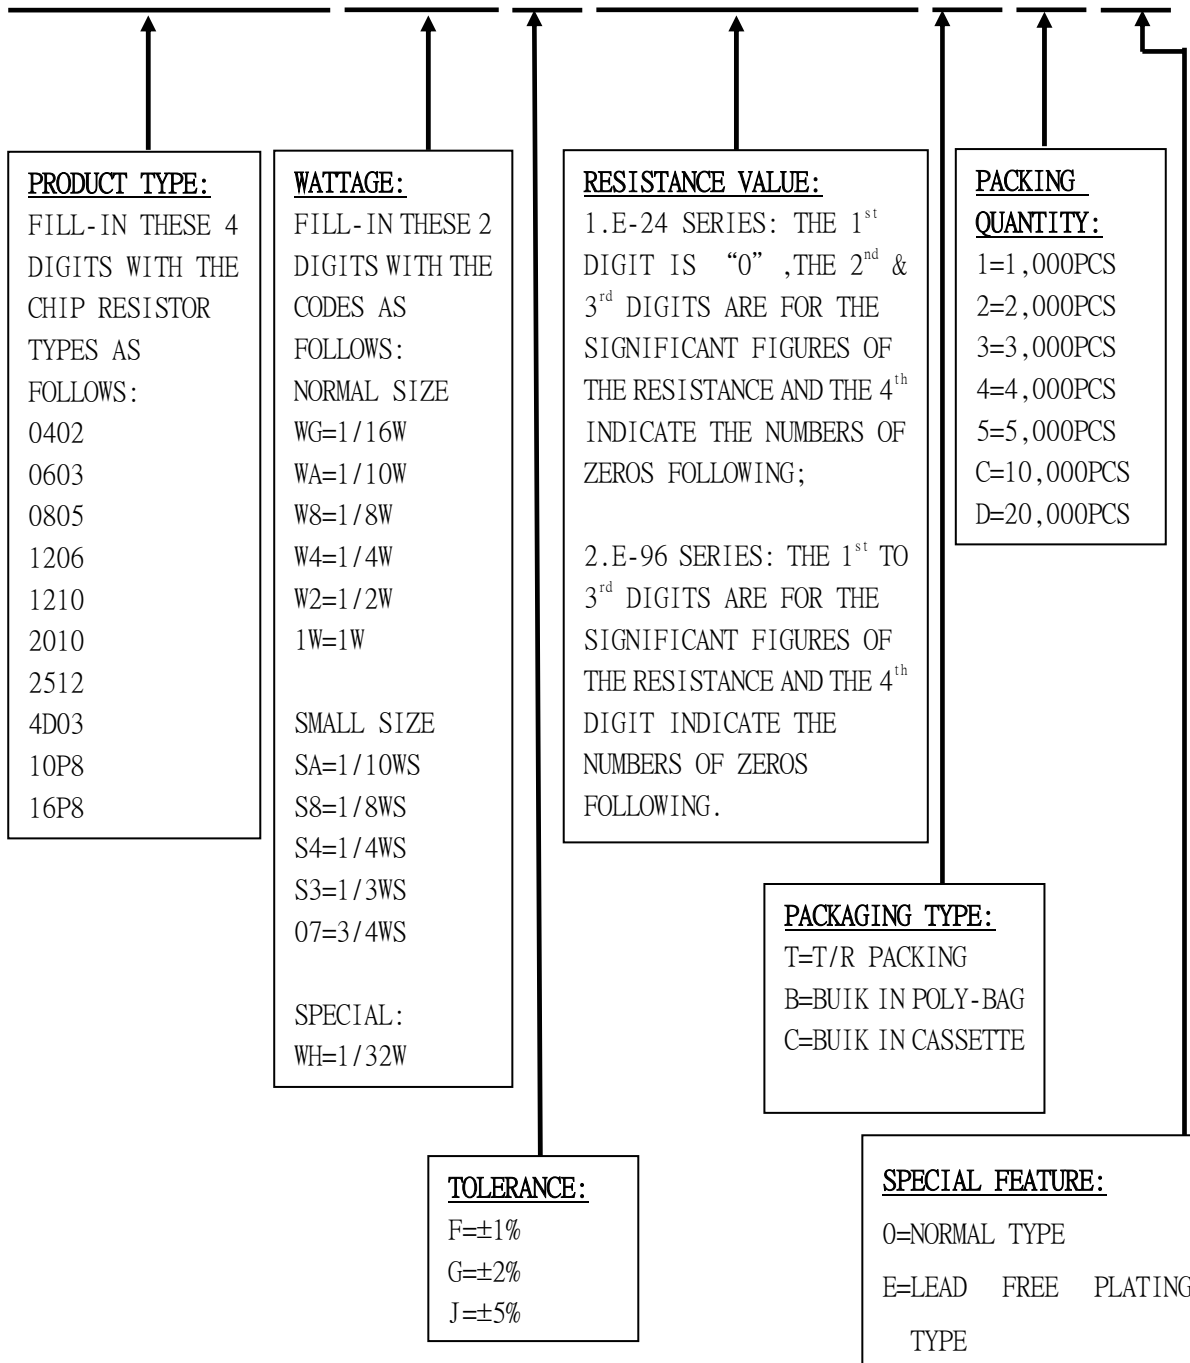 PRODUCT TYPE:
FILL-IN THESE 4
DIGITS WITH THE
CHIP RESISTOR
TYPES AS
FOLLOWS:
0402
0603
0805
1206
1210
2010
2512
4D03
10P8
16P8
WATTAGE:
FILL-IN THESE 2
DIGITS WITH THE
CODES AS
FOLLOWS:
NORMAL SIZE
WG=1/16W
WA=1/10W
W8=1/8W
W4=1/4W
W2=1/2W
1W=1W
SMALL SIZE
SA=1/10WS
S8=1/8WS
S4=1/4WS
S3=1/3WS
07=3/4WS
SPECIAL:
WH=1/32W
RESISTANCE VALUE:
1.E-24 SERIES: THE 1st
DIGIT IS “0” ,THE 2nd &
3rd DIGITS ARE FOR THE
SIGNIFICANT FIGURES OF
THE RESISTANCE AND THE 4th
INDICATE THE NUMBERS OF
ZEROS FOLLOWING;
2.E-96 SERIES: THE 1st TO
3rd DIGITS ARE FOR THE
SIGNIFICANT FIGURES OF
THE RESISTANCE AND THE 4th
DIGIT INDICATE THE
NUMBERS OF ZEROS
FOLLOWING.
PACKING
QUANTITY:
1=1,000PCS
2=2,000PCS
3=3,000PCS
4=4,000PCS
5=5,000PCS
C=10,000PCS
D=20,000PCS
PACKAGING TYPE:
T=T/R PACKING
B=BUIK IN POLY-BAG
C=BUIK IN CASSETTE
TOLERANCE:
F=±1%
G=±2%
J=±5%
SPECIAL FEATURE:
0=NORMAL TYPE
E=LEAD FREE PLATING
TYPE